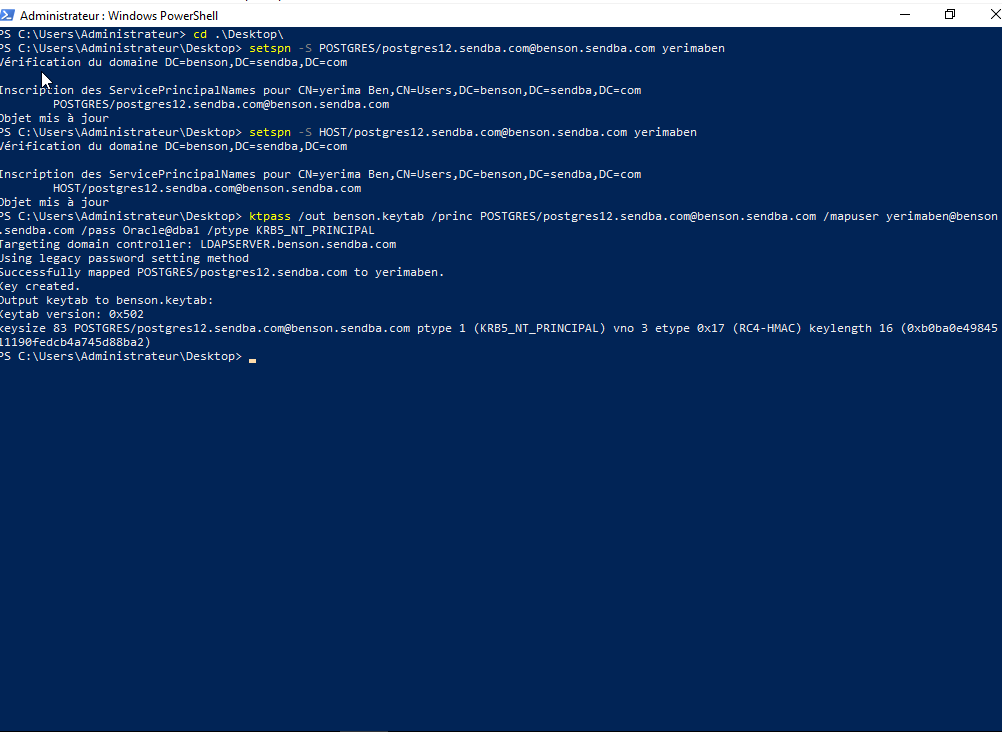 Administrateur : Windows PowerShell
PS C:\Users\Administrateur> cd .\Desktop\
PS C:\Users\Administrateur\Desktop> setspn -S POSTGRES/postgres12.sendba.com@benson.sendba.com yerimaben
Vérification du domaine DC=benson,DC=sendba,DC=com
Inscription des ServicePrincipalNames pour CN=yerima Ben,CN=Users,DC=benson,DC=sendba,DC=com
POSTGRES/postgres12.sendba.com@benson.sendba.com
Objet mis à jour
PS C:\Users\Administrateur\Desktop> setspn -S HOST/postgres12.sendba.com@benson.sendba.com yerimaben
Vérification du domaine DC=benson,DC=sendba,DC=com
Inscription des ServicePrincipalNames pour CN=yerima Ben,CN=Users,DC=benson,DC=sendba,DC=com
HOST/postgres12.sendba.com@benson.sendba.com
Objet mis à jour
PS C:\Users\Administrateur\Desktop> ktpass /out benson.keytab /princ POSTGRES/postgres12.sendba.com@benson.sendba.com /mapuser yerimaben@benson
.sendba.com /pass Oracle@dba1 /ptype KRB5_NT_PRINCIPAL
Targeting domain controller: LDAPSERVER.benson.sendba.com
Using legacy password setting method
Successfully mapped POSTGRES/postgres12.sendba.com to yerimaben.
Key created.
Output keytab to benson.keytab:
Keytab version: 0x502
keysize 83 POSTGRES/postgres12.sendba.com@benson.sendba.com ptype 1 (KRB5_NT_PRINCIPAL) vno 3 etype 0x17 (RC4-HMAC) keylength 16 (0xb0ba0e49845
11190fedcb4a745d88ba2)
PS C:\Users\Administrateur\Desktop>